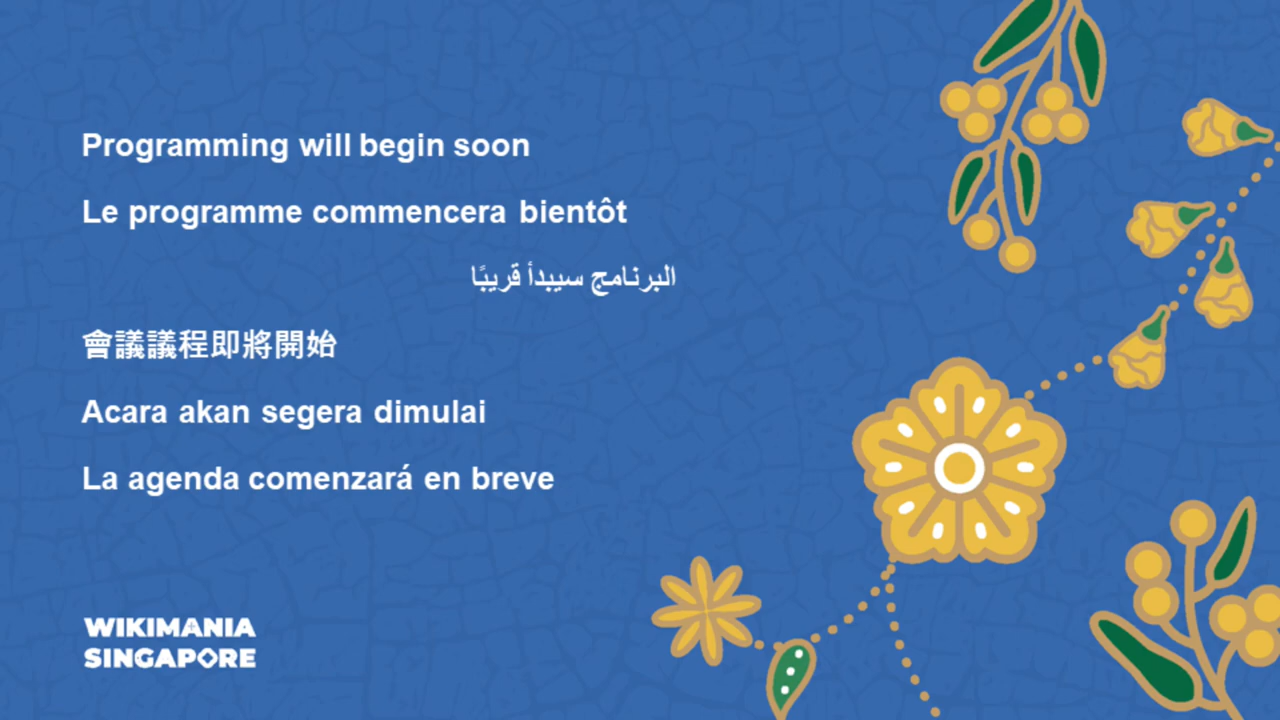 Programming will begin soon
Le programme commencera bientôt
البرنامج سيبدأ قريبًا
會議議程即將開始
Acara akan segera dimulai
La agenda comenzará en breve
WIKIMANIA
SINGAPORE